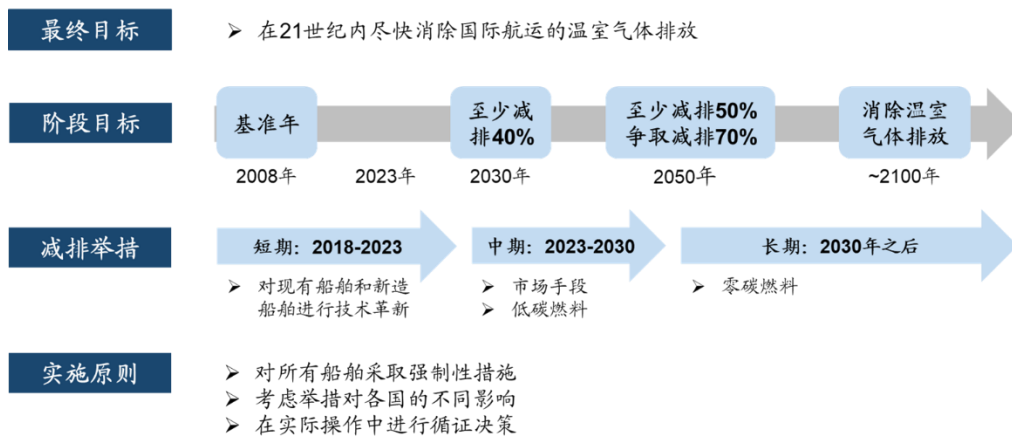 最终目标
➤ 在21世纪内尽快消除国际航运的温室气体排放
阶段目标
基准年
至少减
排40%
至少减排50%
争取减排70%
消除温室
气体排放
2008年
2023年
2030年
2050年
~2100年
减排举措
短期：2018-2023
中期：2023-2030
长期：2030年之后
➤ 对现有船舶和新造
船舶进行技术革新
➤ 市场手段
➤ 低碳燃料
➤ 零碳燃料
实施原则
➤ 对所有船舶采取强制性措施
➤ 考虑举措对各国的不同影响
➤ 在实际操作中进行循证决策